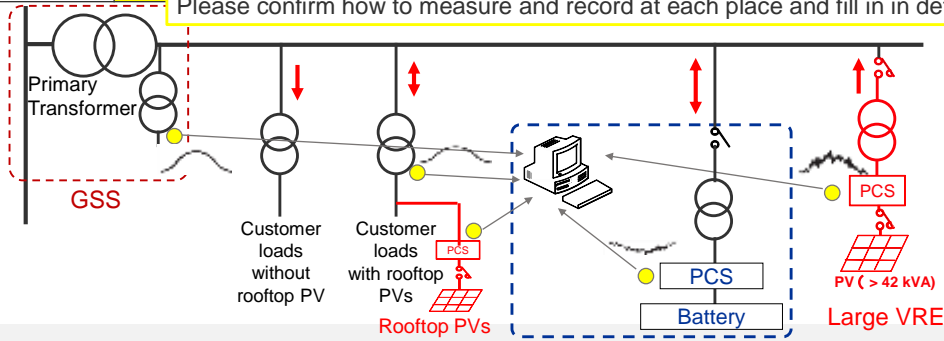 Please confirm how to measure and record at each place and fill in in de
Primary
Transformer
GSS
Customer
loads
without
rooftop PV
Customer
loads
with rooftop
PVs
PCS
Rooftop PVs
PCS
Battery
PCS
PV ( > 42 kVA)
Large VRE